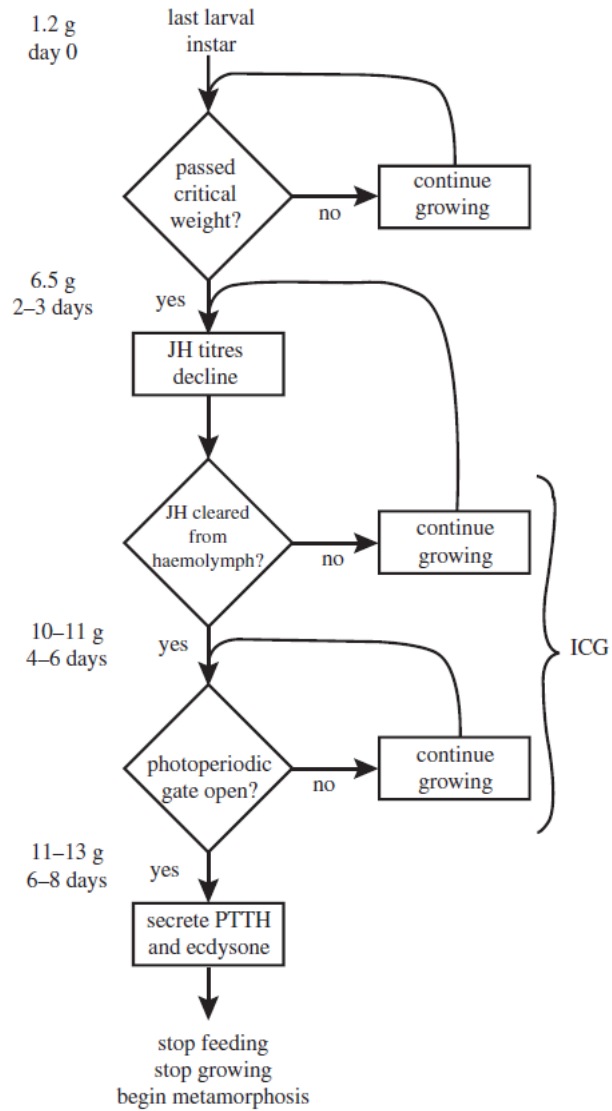 1.2 g
day 0
last larval
instar
passed
critical
weight?
no
continue
growing
6.5 g
2–3 days
yes
JH titres
decline
JH cleared
from
haemolymph?
no
continue
growing
ICG
10–11 g
4–6 days
yes
photoperiodic
gate open?
no
continue
growing
11–13 g
6–8 days
yes
secrete PTTH
and ecdysone
stop feeding
stop growing
begin metamorphosis